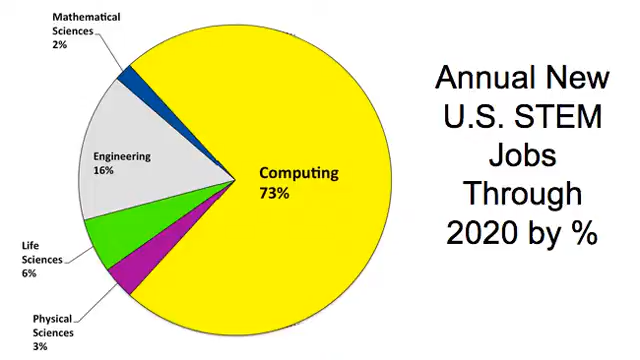 Mathematical
Sciences
2%
Engineering
16%
Computing
73%
Life
Sciences
6%
Physical
Sciences
3%
Annual New
U.S. STEM
Jobs
Through
2020 by %